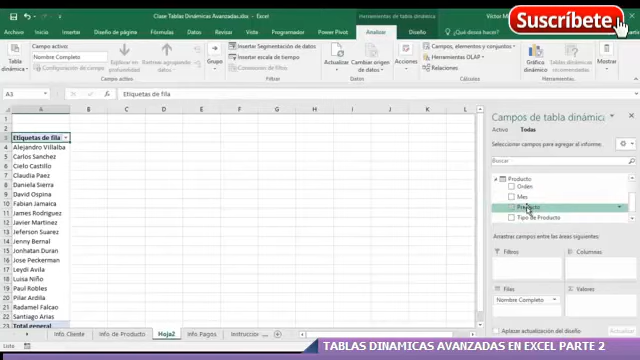 Clase Tablas Dinámicas Avanzadas.xlsx - Excel
Herramientas de tabla dinámica
Suscríbete
Archivo Inicio Insertar Diseño de página Fórmulas Datos Revisar Vista Programador Power Pivot Analizar Diseño ¿Qué desea hacer?
Tabla dinámica
Campo activo:
Nombre Completo
Configuración de campo
Campo activo
Grupo
Insertar Segmentación de datos
Insertar escala de tiempo
Filtrar
Actualizar
Cambiar origen de datos
Datos
Acciones
Campos, elementos y conjuntos
Herramientas OLAP
Relaciones
Cálculos
Gráfico dinámico
Tablas dinámicas
A3
Etiquetas de fila
A B C D E F G H I J K L
1
2
3 Etiquetas de fila
4 Alejandro Villalba
5 Carlos Sanchez
6 Cielo Castillo
7 Claudia Paez
8 Daniela Sierra
9 David Ospina
10 Fabian Jamaica
11 James Rodriguez
12 Javier Martinez
13 Jeferson Suarez
14 Jenny Bernal
15 Jonhatan Duran
16 Jose Peckerman
17 Leydi Avila
18 Luisa Niño
19 Paul Robles
20 Pilar Ardila
21 Radamel Falcao
22 Santiago Arias
23 Total general
Campos de tabla dinámica
Activo Todas
Seleccionar campos para agregar al informe:
Buscar
Producto
Orden
Mes
Producto
Tipo de Producto
Arrastrar campos entre las áreas siguientes:
Filtros
Columnas
Filas
Valores
Nombre Completo
Aplazar actualización del diseño
Info Cliente Info de Producto Hoja2 Info Pagos
Listo
TABLAS DINAMICAS AVANZADAS EN EXCEL PARTE 2